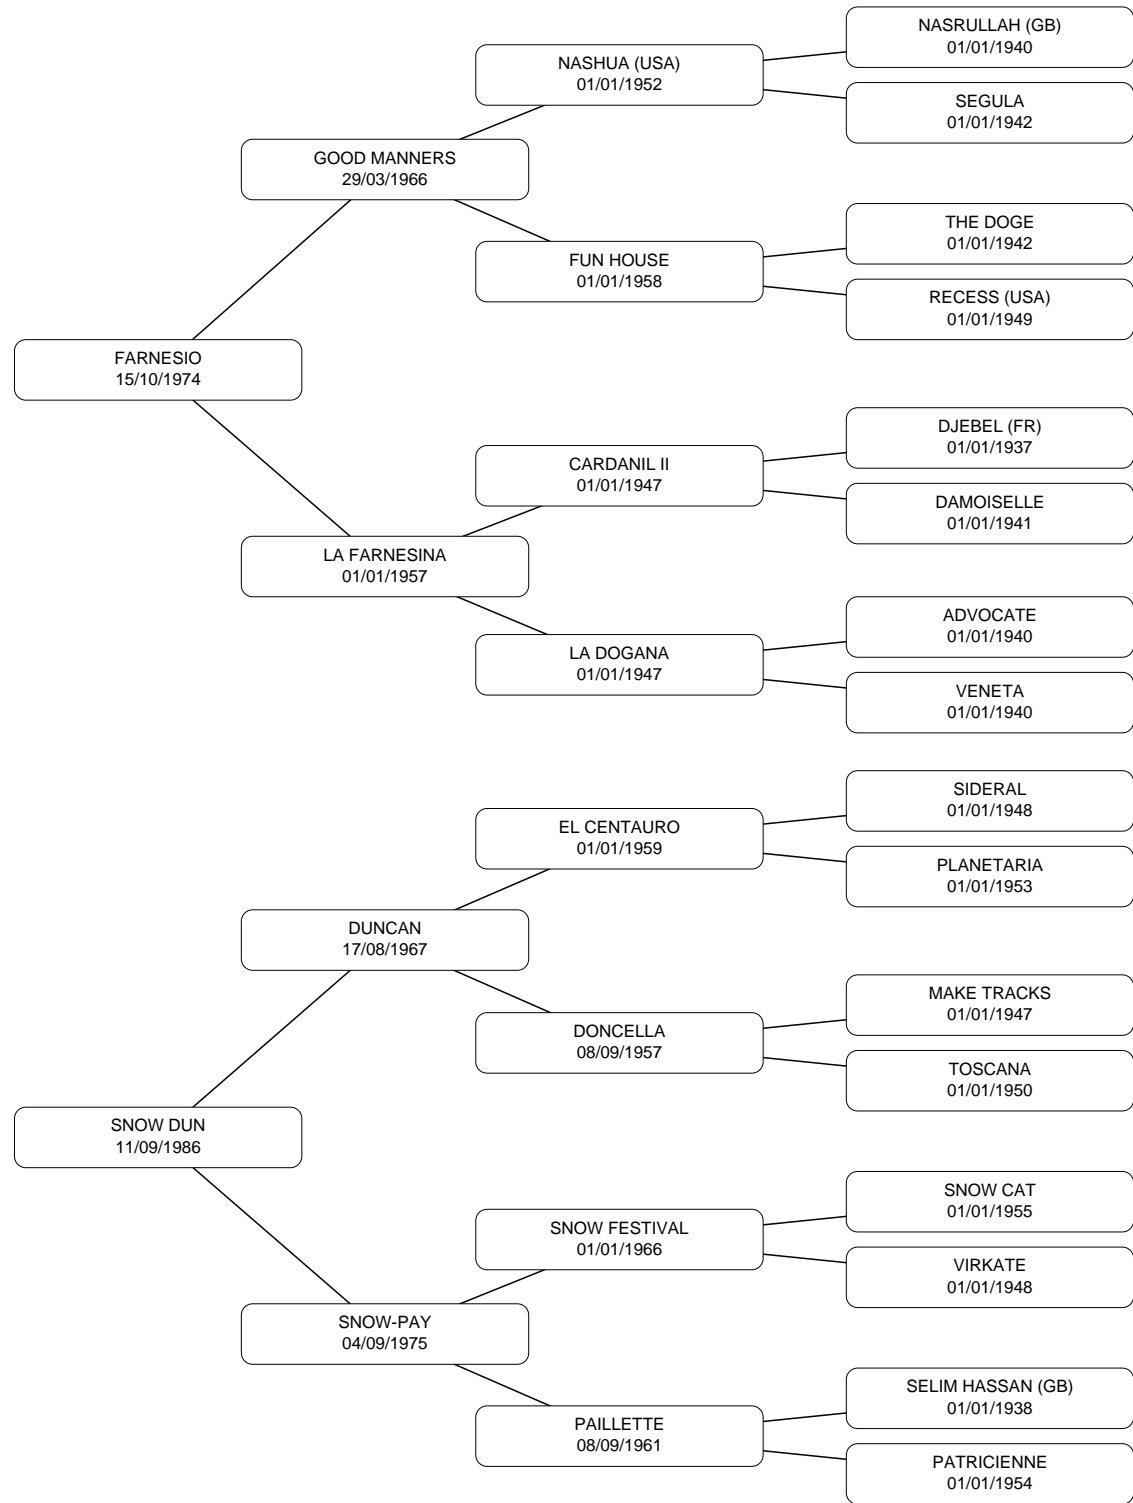 NASRULLAH (GB)
01/01/1940
NASHUA (USA)
01/01/1952
SEGULA
01/01/1942
GOOD MANNERS
29/03/1966
THE DOGE
01/01/1942
FUN HOUSE
01/01/1958
RECESS (USA)
01/01/1949
FARNESIO
15/10/1974
DJEBEL (FR)
01/01/1937
CARDANIL II
01/01/1947
DAMOISELLE
01/01/1941
LA FARNESINA
01/01/1957
ADVOCATE
01/01/1940
LA DOGANA
01/01/1947
VENETA
01/01/1940
SIDERAL
01/01/1948
EL CENTAURO
01/01/1959
PLANETARIA
01/01/1953
DUNCAN
17/08/1967
MAKE TRACKS
01/01/1947
DONCELLA
08/09/1957
TOSCANA
01/01/1950
SNOW DUN
11/09/1986
SNOW CAT
01/01/1955
SNOW FESTIVAL
01/01/1966
VIRKATE
01/01/1948
SNOW-PAY
04/09/1975
SELIM HASSAN (GB)
01/01/1938
PAILLETTE
08/09/1961
PATRICIENNE
01/01/1954